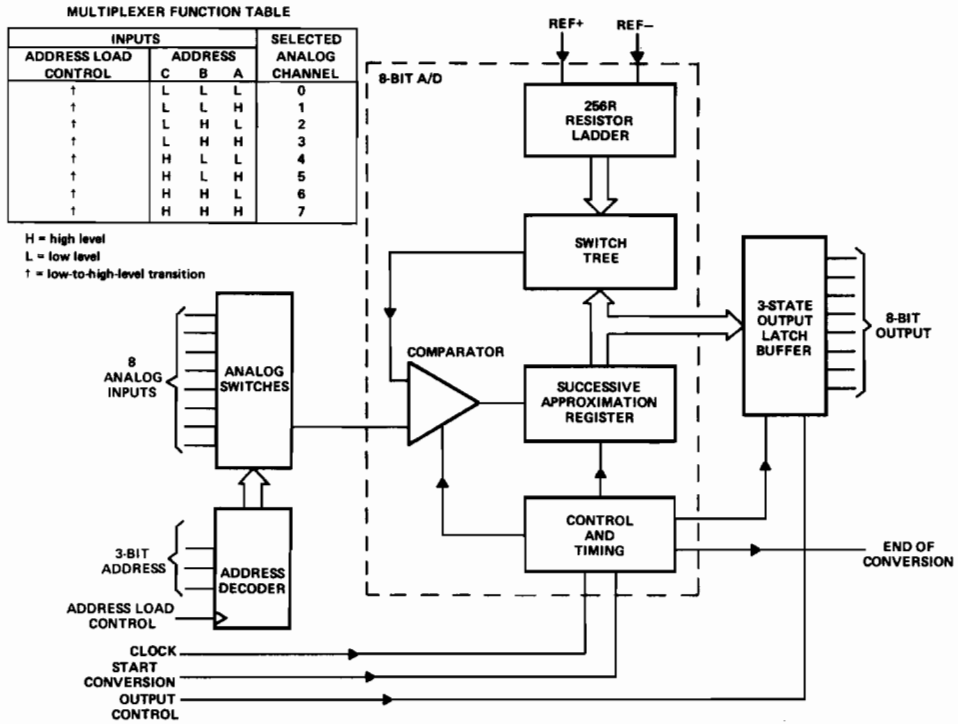 MULTIPLEXER FUNCTION TABLE
INPUTS
SELECTED ANALOG CHANNEL
ADDRESS LOAD CONTROL
ADDRESS
C B A
↑ L L L 0
↑ L L H 1
↑ L H L 2
↑ L H H 3
↑ H L L 4
↑ H L H 5
↑ H H L 6
↑ H H H 7
H = high level
L = low level
↑ = low-to-high-level transition
REF+
REF−
8-BIT A/D
256R
RESISTOR
LADDER
SWITCH
TREE
3-STATE
OUTPUT
LATCH
BUFFER
8-BIT
OUTPUT
8
ANALOG
INPUTS
ANALOG
SWITCHES
COMPARATOR
SUCCESSIVE
APPROXIMATION
REGISTER
CONTROL
AND
TIMING
END OF
CONVERSION
3-BIT
ADDRESS
ADDRESS
DECODER
ADDRESS LOAD
CONTROL
CLOCK
START
CONVERSION
OUTPUT
CONTROL